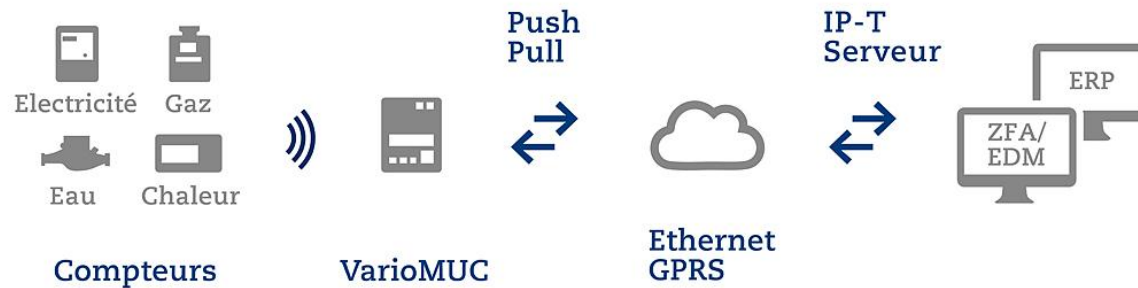 Push
Pull
IP-T
Serveur
Electricité
Gaz
ERP
ZFA/
EDM
Eau
Chaleur
Compteurs
VarioMUC
Ethernet
GPRS